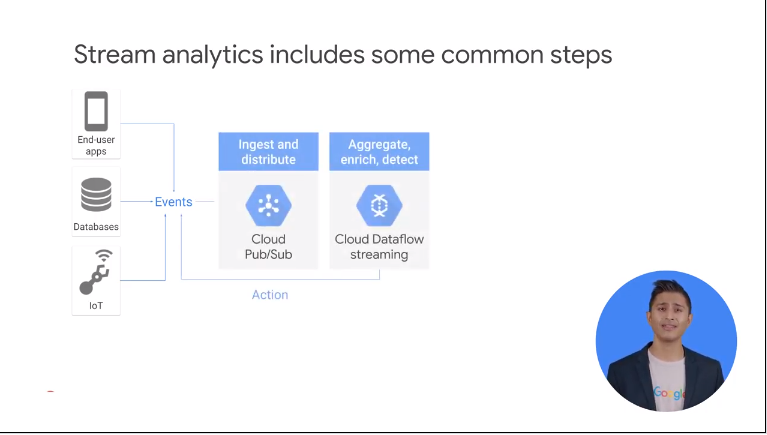 Stream analytics includes some common steps
End-user
apps
Databases
IoT
Events
Ingest and
distribute
Cloud
Pub/Sub
Aggregate,
enrich, detect
Cloud Dataflow
streaming
Action
Google